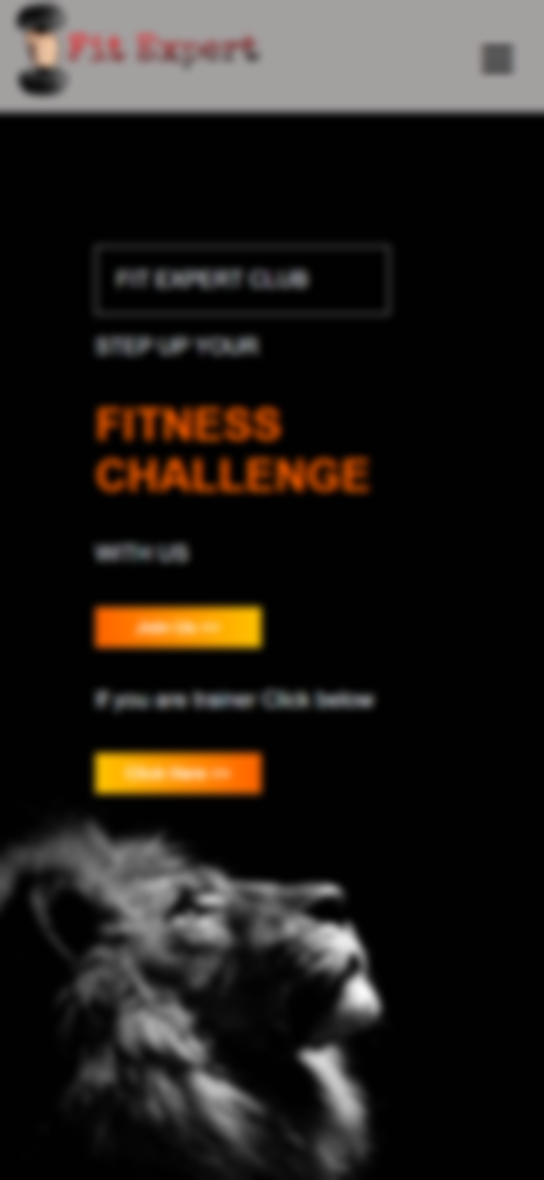 Fit Expert
FIT EXPERT CLUB
STEP UP YOUR
FITNESS
CHALLENGE
WITH US
Join Us >>
If you are trainer Click below
Click Here >>